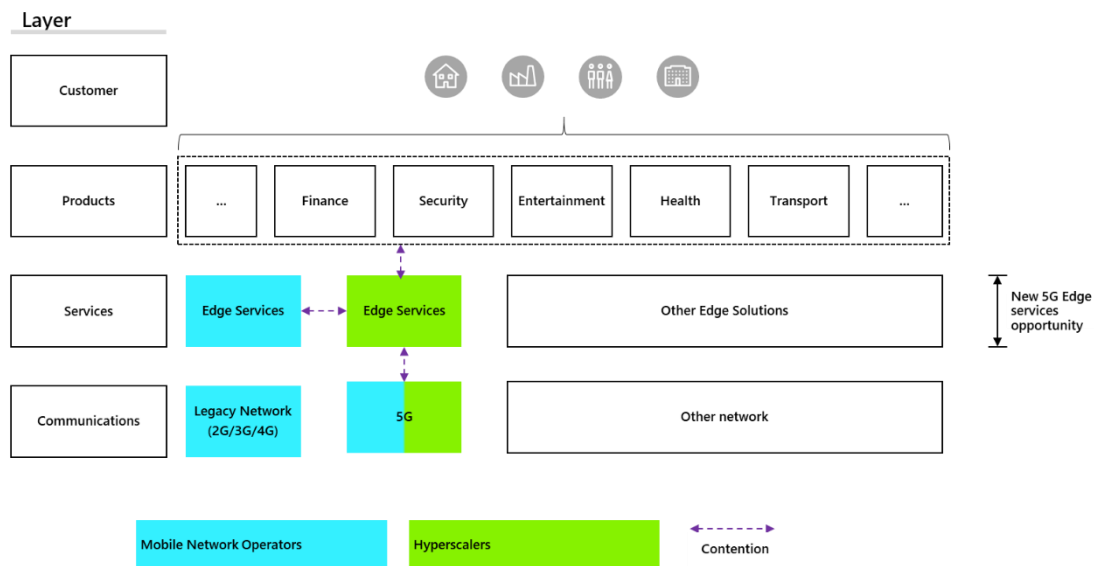 Layer
Customer
Products
...
Finance
Security
Entertainment
Health
Transport
...
Services
Edge Services
Edge Services
Other Edge Solutions
New 5G Edge
services
opportunity
Communications
Legacy Network
(2G/3G/4G)
5G
Other network
Mobile Network Operators
Hyperscalers
Contention